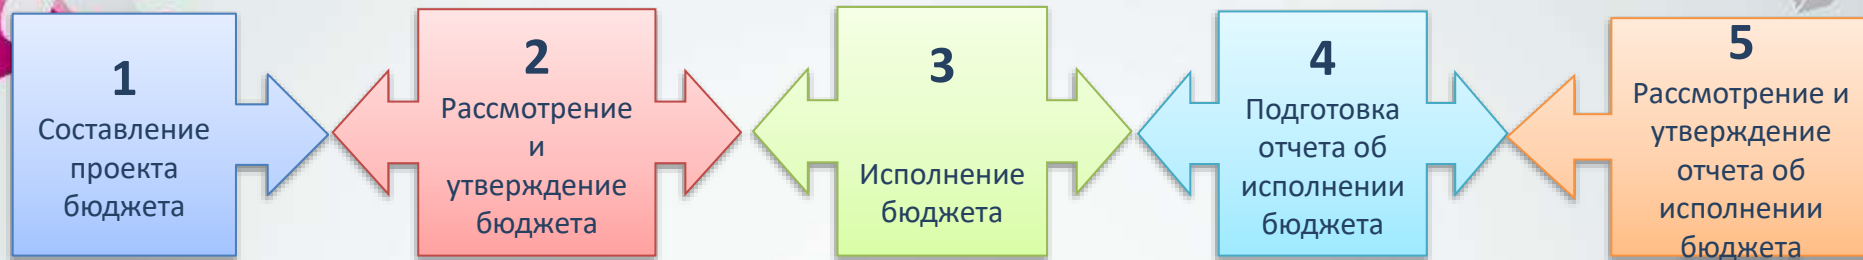 1
Составление
проекта
бюджета
2
Рассмотрение
и
утверждение
бюджета
3
Исполнение
бюджета
4
Подготовка
отчета об
исполнении
бюджета
5
Рассмотрение и
утверждение
отчета об
исполнении
бюджета